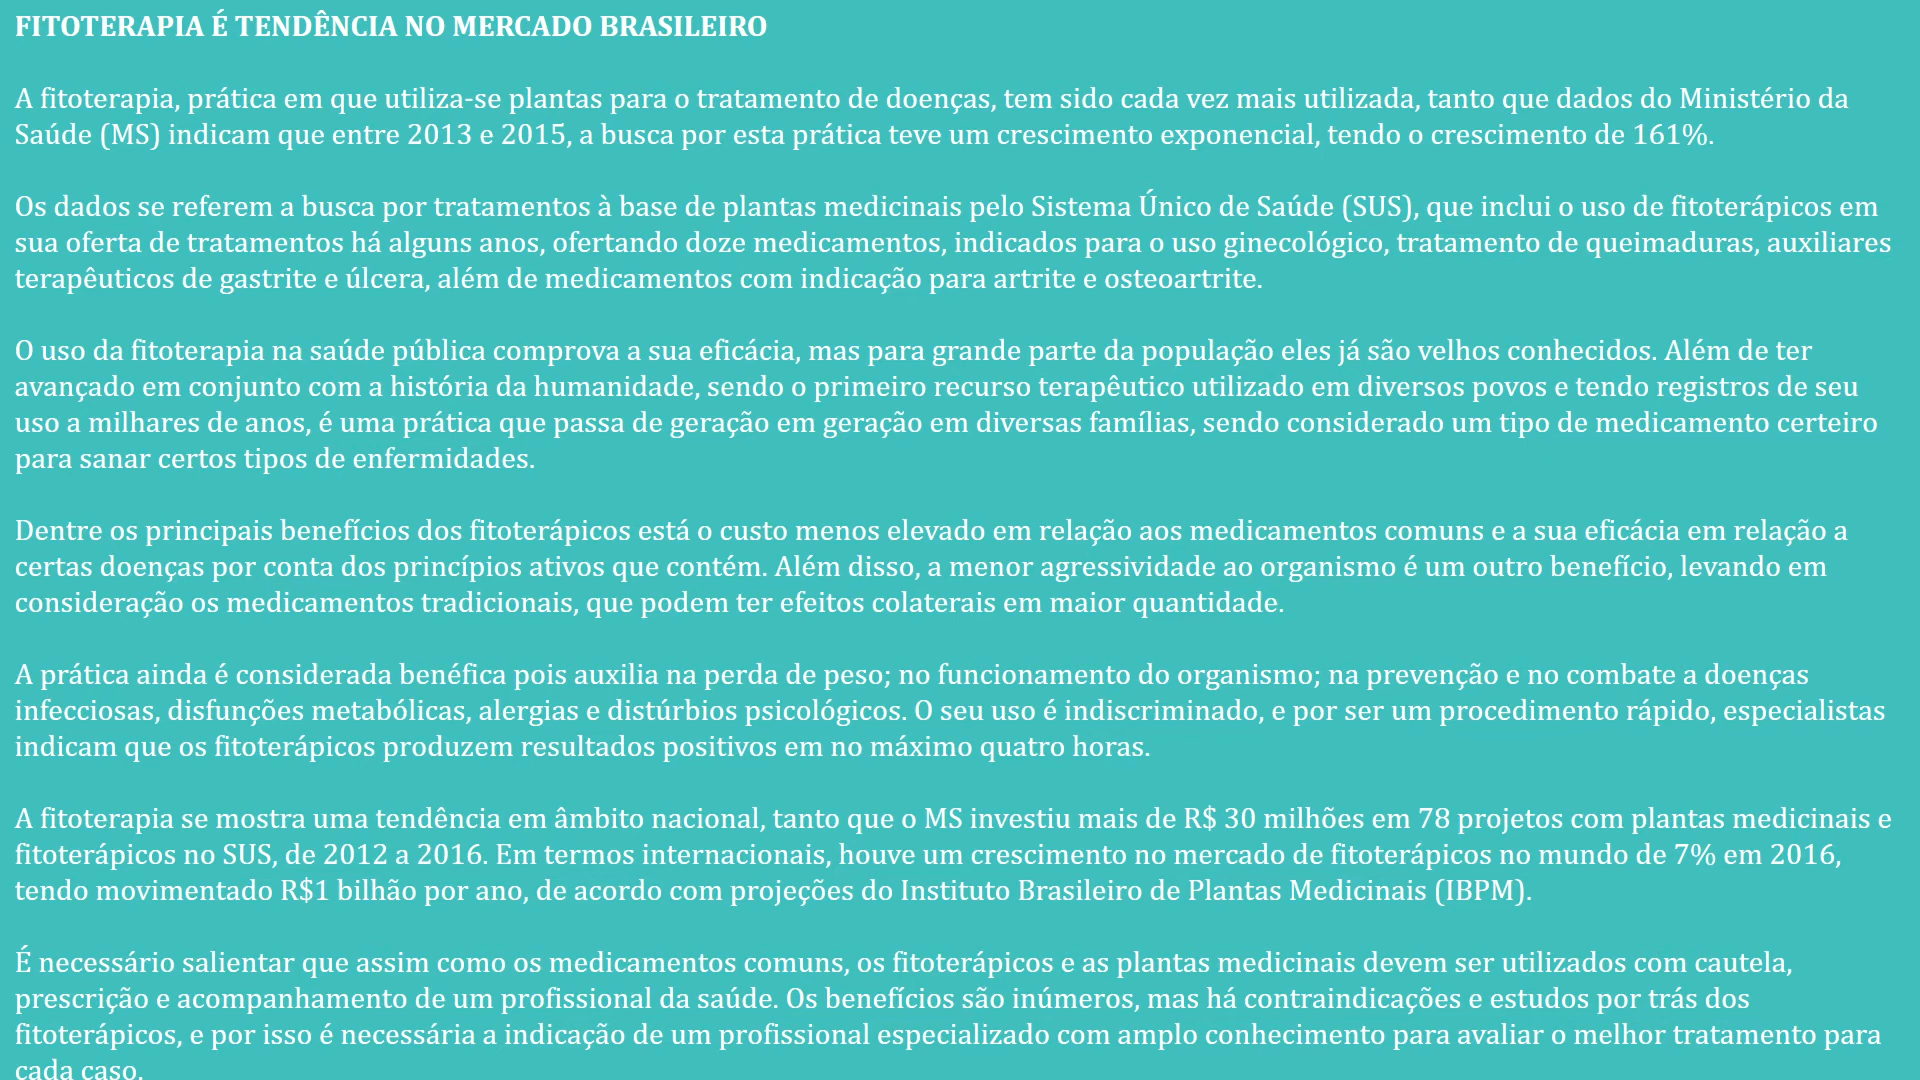 FITOTERAPIA É TENDÊNCIA NO MERCADO BRASILEIRO
A fitoterapia, prática em que utiliza-se plantas para o tratamento de doenças, tem sido cada vez mais utilizada, tanto que dados do Ministério da
Saúde (MS) indicam que entre 2013 e 2015, a busca por esta prática teve um crescimento exponencial, tendo o crescimento de 161%.
Os dados se referem a busca por tratamentos à base de plantas medicinais pelo Sistema Único de Saúde (SUS), que inclui o uso de fitoterápicos em
sua oferta de tratamentos há alguns anos, ofertando doze medicamentos, indicados para o uso ginecológico, tratamento de queimaduras, auxiliares
terapêuticos de gastrite e úlcera, além de medicamentos com indicação para artrite e osteoartrite.
O uso da fitoterapia na saúde pública comprova a sua eficácia, mas para grande parte da população eles já são velhos conhecidos. Além de ter
avançado em conjunto com a história da humanidade, sendo o primeiro recurso terapêutico utilizado em diversos povos e tendo registros de seu
uso a milhares de anos, é uma prática que passa de geração em geração em diversas famílias, sendo considerado um tipo de medicamento certeiro
para sanar certos tipos de enfermidades.
Dentre os principais benefícios dos fitoterápicos está o custo menos elevado em relação aos medicamentos comuns e a sua eficácia em relação a
certas doenças por conta dos princípios ativos que contém. Além disso, a menor agressividade ao organismo é um outro benefício, levando em
consideração os medicamentos tradicionais, que podem ter efeitos colaterais em maior quantidade.
A prática ainda é considerada benéfica pois auxilia na perda de peso; no funcionamento do organismo; na prevenção e no combate a doenças
infecciosas, disfunções metabólicas, alergias e distúrbios psicológicos. O seu uso é indiscriminado, e por ser um procedimento rápido, especialistas
indicam que os fitoterápicos produzem resultados positivos em no máximo quatro horas.
A fitoterapia se mostra uma tendência em âmbito nacional, tanto que o MS investiu mais de R$ 30 milhões em 78 projetos com plantas medicinais e
fitoterápicos no SUS, de 2012 a 2016. Em termos internacionais, houve um crescimento no mercado de fitoterápicos no mundo de 7% em 2016,
tendo movimentado R$1 bilhão por ano, de acordo com projeções do Instituto Brasileiro de Plantas Medicinais (IBPM).
É necessário salientar que assim como os medicamentos comuns, os fitoterápicos e as plantas medicinais devem ser utilizados com cautela,
prescrição e acompanhamento de um profissional da saúde. Os benefícios são inúmeros, mas há contraindicações e estudos por trás dos
fitoterápicos, e por isso é necessária a indicação de um profissional especializado com amplo conhecimento para avaliar o melhor tratamento para
cada caso.